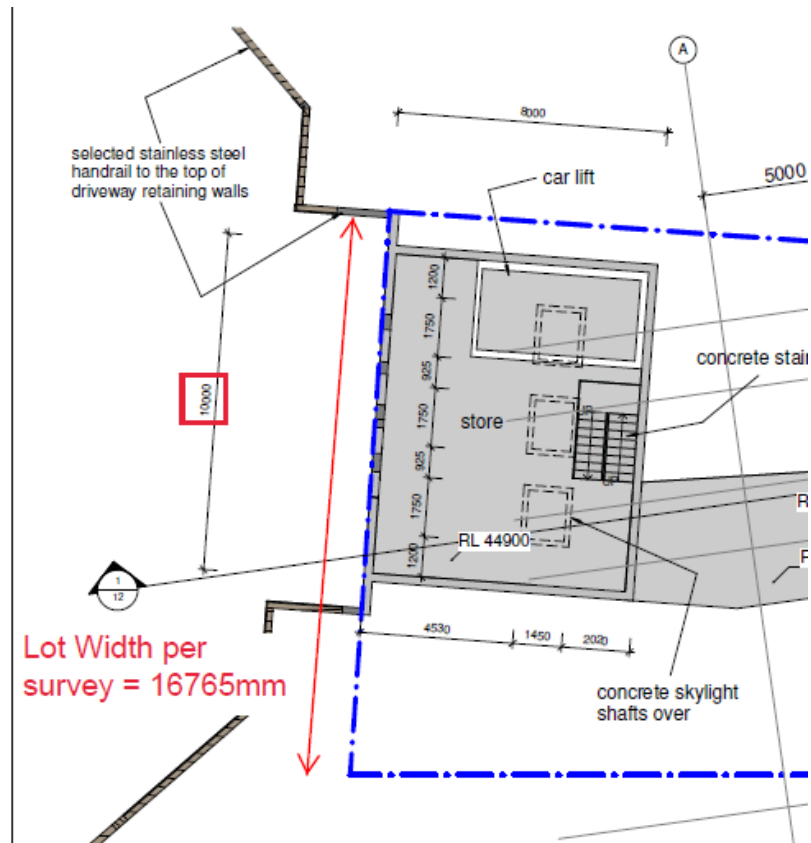 A
8000
selected stainless steel
handrail to the top of
driveway retaining walls
car lift
5000
1200
1750
925
1750
925
1750
1200
10000
concrete stair
store
UP
RL 44900
R
F
1
12
4530
1450
2020
Lot Width per
survey = 16765mm
concrete skylight
shafts over